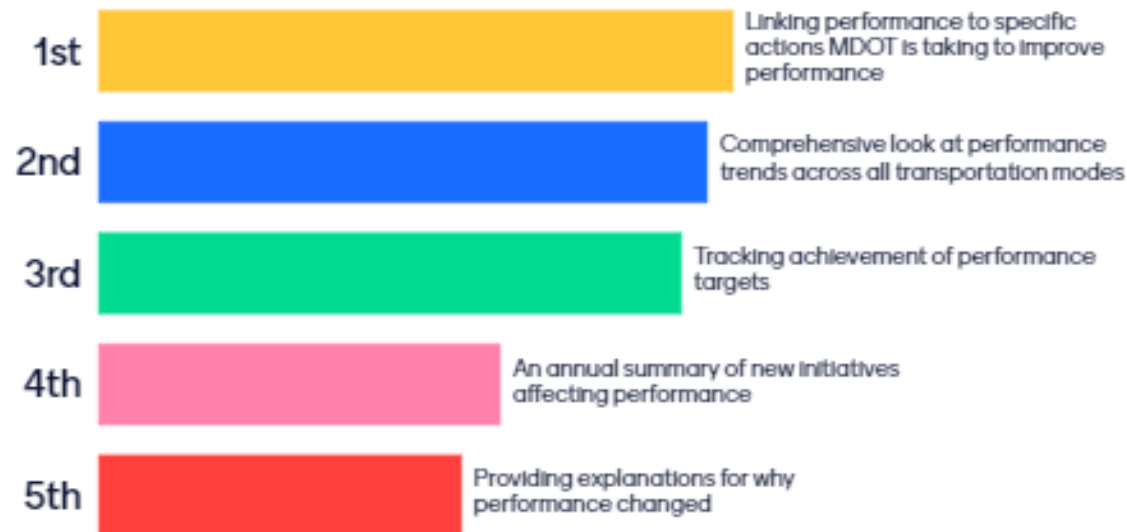 1st
Linking performance to specific
actions MDOT is taking to improve
performance
2nd
Comprehensive look at performance
trends across all transportation modes
3rd
Tracking achievement of performance
targets
4th
An annual summary of new initiatives
affecting performance
5th
Providing explanations for why
performance changed